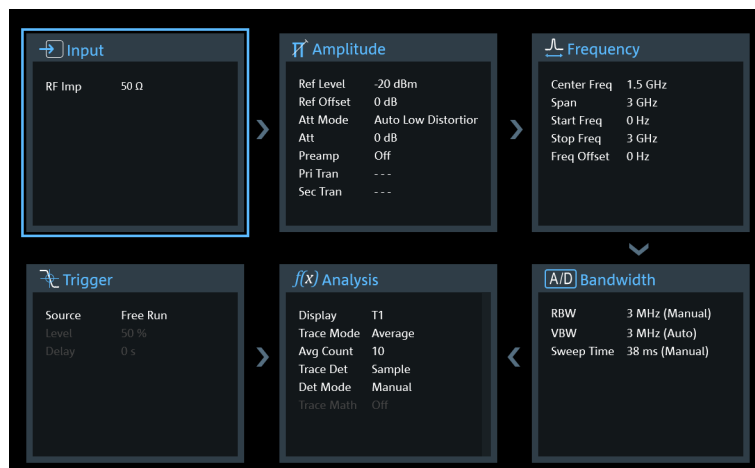 Input
RF Imp 50 Ω
Amplitude
Ref Level -20 dBm
Ref Offset 0 dB
Att Mode Auto Low Distortior
Att 0 dB
Preamp Off
Pri Tran ---
Sec Tran ---
Frequency
Center Freq 1.5 GHz
Span 3 GHz
Start Freq 0 Hz
Stop Freq 3 GHz
Freq Offset 0 Hz
Trigger
Source Free Run
Level 50 %
Delay 0 s
f(x) Analysis
Display T1
Trace Mode Average
Avg Count 10
Trace Det Sample
Det Mode Manual
Trace Math Off
A/D Bandwidth
RBW 3 MHz (Manual)
VBW 3 MHz (Auto)
Sweep Time 38 ms (Manual)